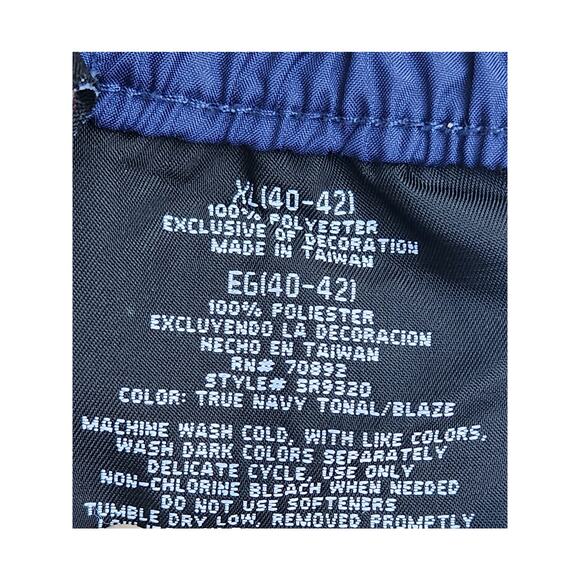 XL(40-42)
100% POLYESTER
EXCLUSIVE OF DECORATION
MADE IN TAIWAN
EG(40-42)
100% POLIESTER
EXCLUYENDO LA DECORACION
HECHO EN TAIWAN
RN# 70892
STYLE# SR9320
COLOR: TRUE NAVY TONAL/BLAZE
MACHINE WASH COLD, WITH LIKE COLORS,
WASH DARK COLORS SEPARATELY
DELICATE CYCLE, USE ONLY
NON-CHLORINE BLEACH WHEN NEEDED
DO NOT USE SOFTENERS
TUMBLE DRY LOW, REMOVED PROMPTLY